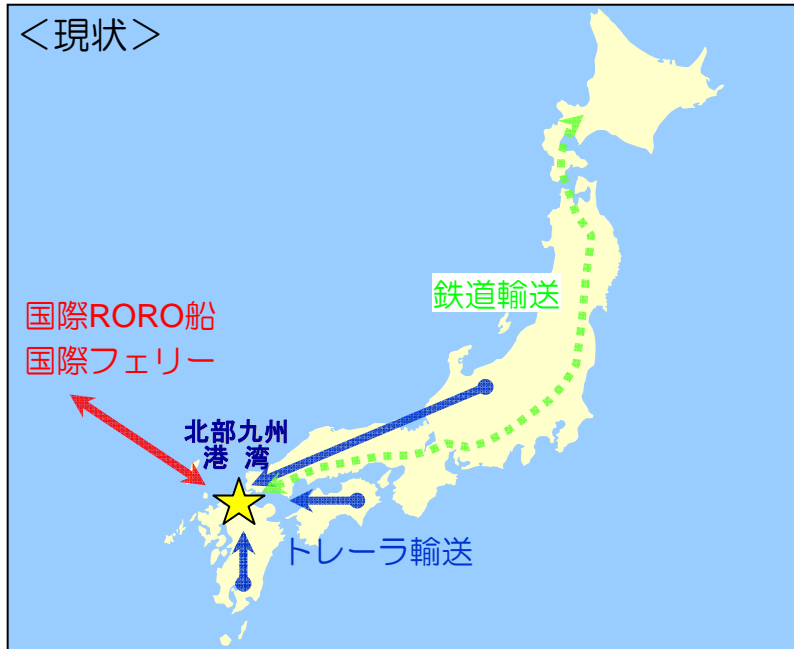 ＜現状＞
鉄道輸送
国際RORO船
国際フェリー
北部九州
港 湾
トレーラ輸送